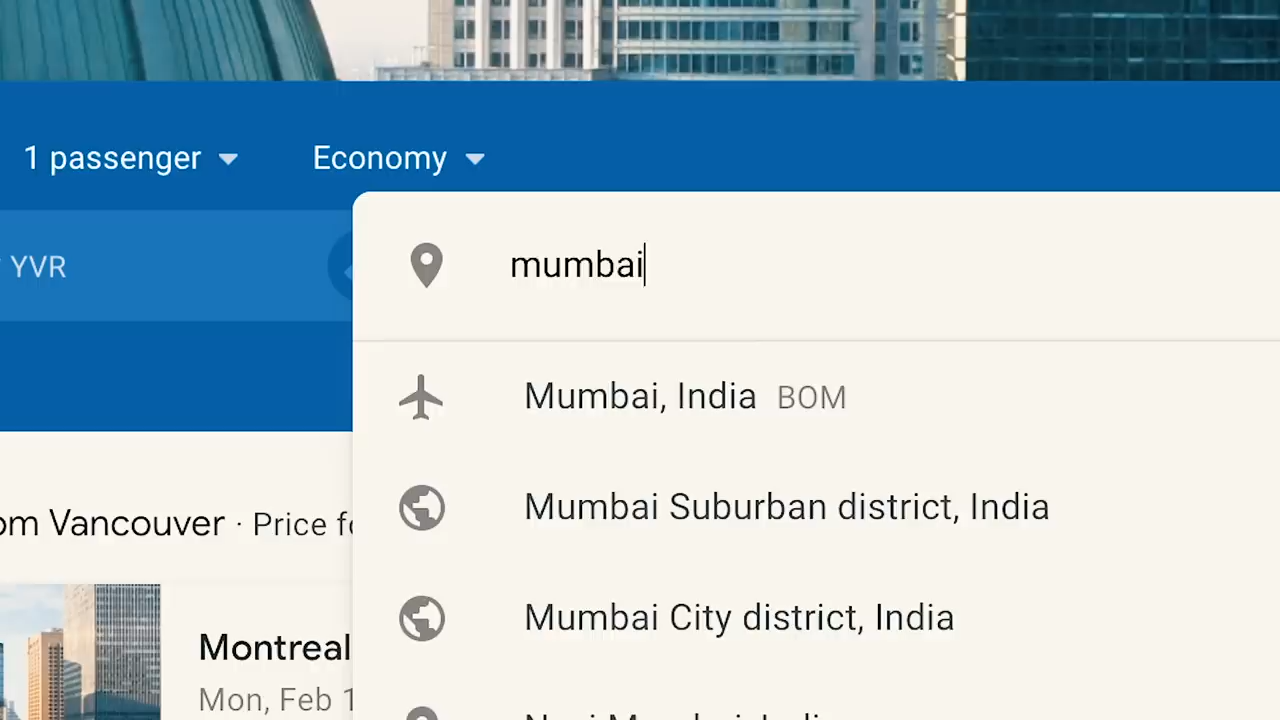 1 passenger Economy
YVR
mumbai
Mumbai, India BOM
Mumbai Suburban district, India
om Vancouver · Price fo
Mumbai City district, India
Montreal
Mon, Feb 1